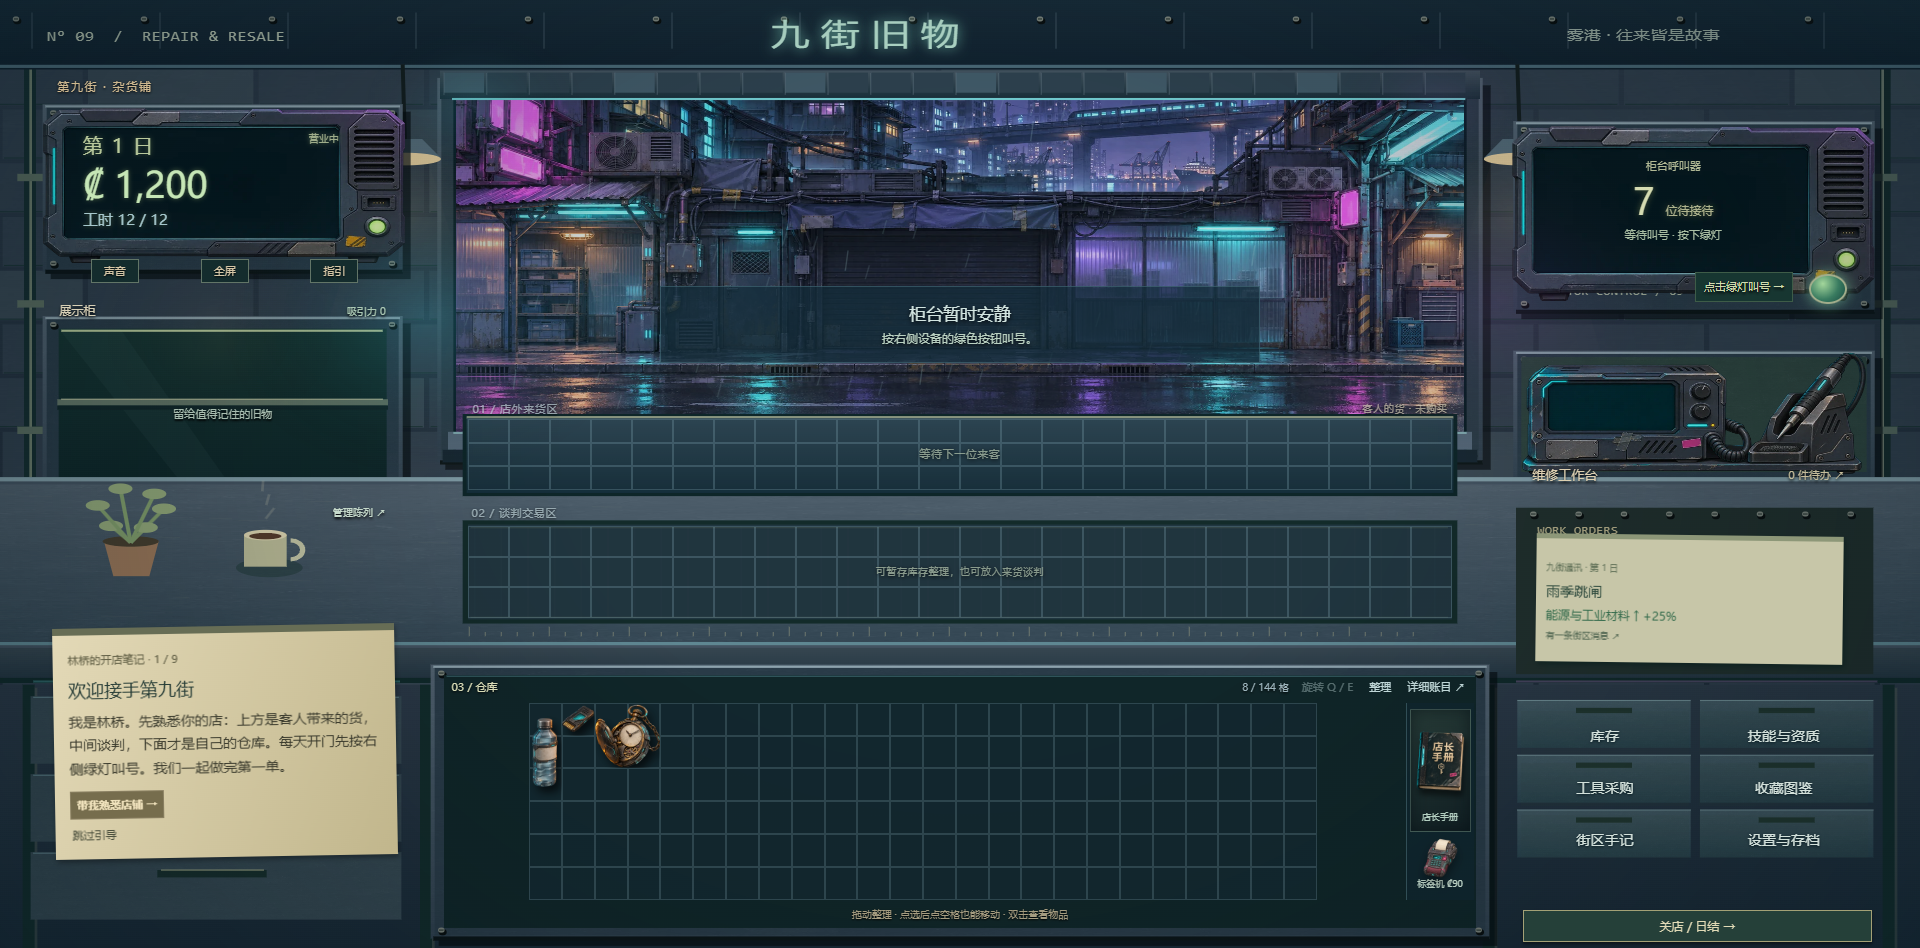 N° 09 / REPAIR & RESALE
九街旧物
雾港 · 往来皆是故事
第九街 · 杂货铺
第 1 日
营业中
₡ 1,200
工时 12 / 12
声音
全屏
指引
展示柜
吸引力 0
留给值得记住的旧物
管理陈列 ↗
柜台暂时安静
按右侧设备的绿色按钮叫号。
01 / 店外来货区
客人的货 · 未购买
等待下一位来客
02 / 谈判交易区
可暂存库存整理，也可放入来货谈判
柜台呼叫器
7 位待接待
等待叫号 · 按下绿灯
点击绿灯叫号 →
维修工作台
0 件待办 ↗
WORK ORDERS
九街通讯 · 第 1 日
雨季跳闸
能源与工业材料 ↑ +25%
有一条街区消息 ↗
林桥的开店笔记 · 1 / 9
欢迎接手第九街
我是林桥。先熟悉你的店：上方是客人带来的货，
中间谈判，下面才是自己的仓库。每天开门先按右
侧绿灯叫号。我们一起做完第一单。
带我熟悉店铺 →
跳过引导
03 / 仓库
8 / 144 格
旋转 Q / E
整理
详细账目 ↗
店长
手册
店长手册
标签机 ₡90
拖动整理 · 点选后点空格也能移动 · 双击查看物品
库存
技能与资质
工具采购
收藏图鉴
街区手记
设置与存档
关店 / 日结 →